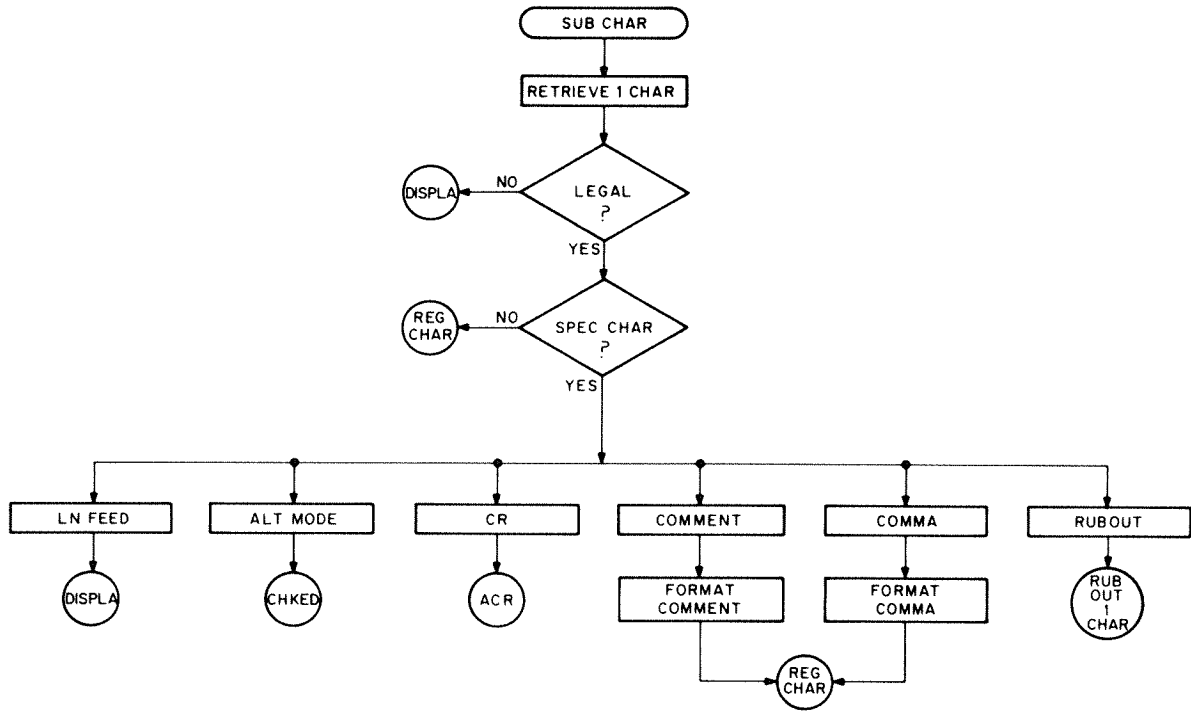 SUB CHAR
RETRIEVE 1 CHAR
LEGAL
?
NO
DISPLA
YES
SPEC CHAR
?
NO
REG
CHAR
YES
LN FEED
ALT MODE
CR
COMMENT
COMMA
RUBOUT
DISPLA
CHKED
ACR
FORMAT
COMMENT
FORMAT
COMMA
RUB
OUT
1
CHAR
REG
CHAR